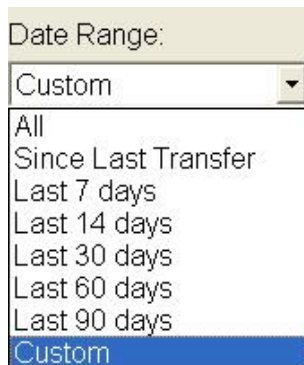 Date Range:
Custom
All
Since Last Transfer
Last 7 days
Last 14 days
Last 30 days
Last 60 days
Last 90 days
Custom